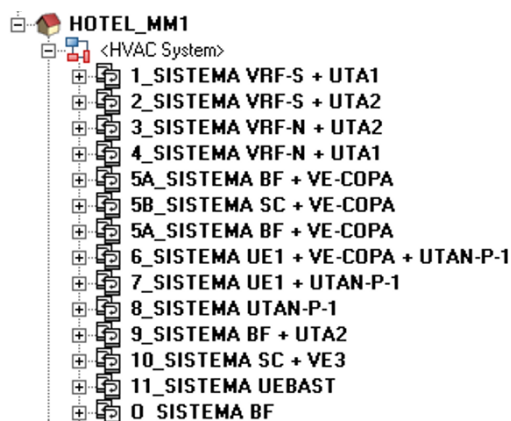 HOTEL_MM1
<HVAC System>
1_SISTEMA VRF-S + UTA1
2_SISTEMA VRF-S + UTA2
3_SISTEMA VRF-N + UTA2
4_SISTEMA VRF-N + UTA1
5A_SISTEMA BF + VE-COPA
5B_SISTEMA SC + VE-COPA
5A_SISTEMA BF + VE-COPA
6_SISTEMA UE1 + VE-COPA + UTAN-P-1
7_SISTEMA UE1 + UTAN-P-1
8_SISTEMA UTAN-P-1
9_SISTEMA BF + UTA2
10_SISTEMA SC + VE3
11_SISTEMA UEBAST
O_SISTEMA BF